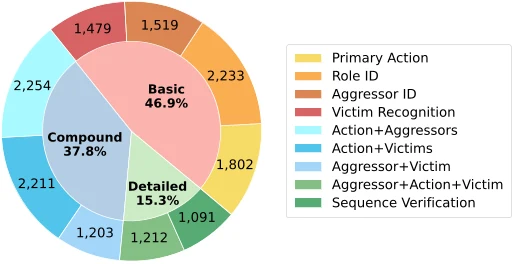 1,479
1,519
2,254
2,233
Basic
46.9%
Compound
37.8%
1,802
Detailed
15.3%
2,211
1,091
1,203
1,212
Primary Action
Role ID
Aggressor ID
Victim Recognition
Action+Aggressors
Action+Victims
Aggressor+Victim
Aggressor+Action+Victim
Sequence Verification